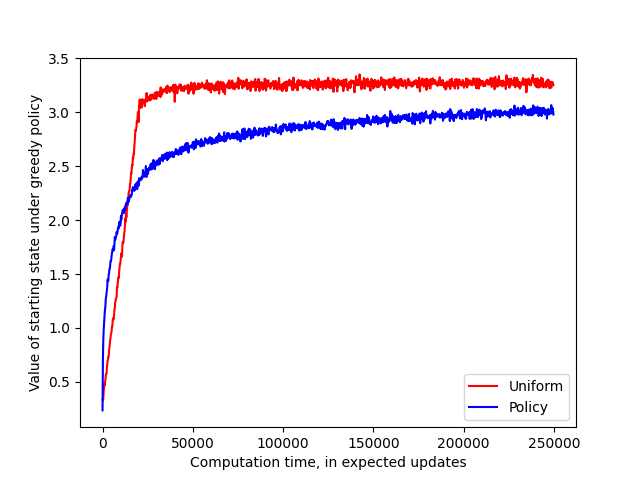 Value of starting state under greedy policy
3.5
3.0
2.5
2.0
1.5
1.0
0.5
Uniform
Policy
0 50000 100000 150000 200000 250000
Computation time, in expected updates